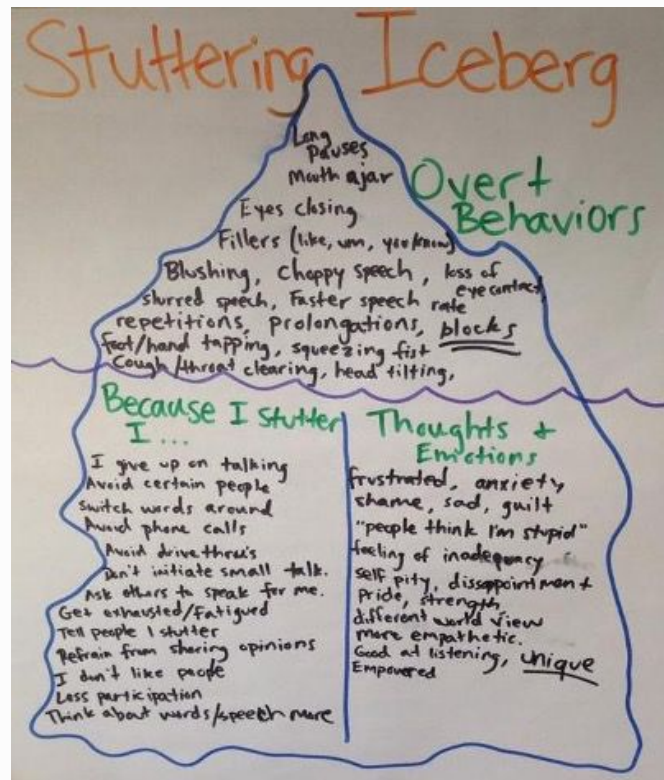 Stuttering Iceberg
Long
Pauses
Mouth ajar
Overt
Behaviors
Eyes closing
Fillers (like, um, you know)
Blushing, Choppy speech, loss of
eye contact,
slurred speech, Faster speech rate
repetitions, prolongations, blocks
foot/hand tapping, squeezing fist
Cough/throat clearing, head tilting,
Because I Stutter
I...
I give up on talking
Avoid certain people
Switch words around
Avoid phone calls
Avoid drive thru's
Don't initiate small talk.
Ask others to speak for me.
Get exhausted/fatigued
Tell people I stutter
Refrain from sharing opinions
I don't like people
Less participation
Think about words/speech more
Thoughts +
Emotions
frustrated, anxiety
shame, sad, guilt
"people think I'm stupid"
feeling of inadequacy
self pity, dissapointment
Pride, strength
different world view
more empathetic.
Good at listening, unique
Empowered